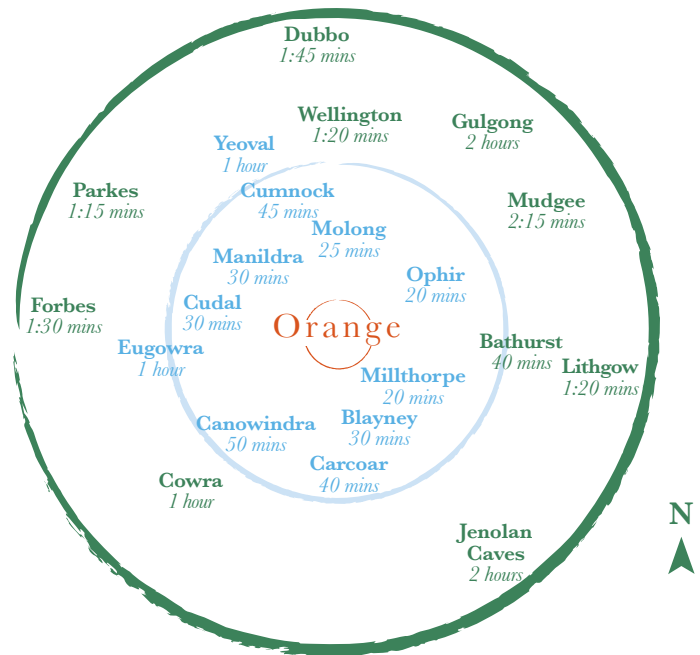 Dubbo
1:45 mins
Wellington
1:20 mins
Gulgong
2 hours
Yeoval
1 hour
Parkes
1:15 mins
Cumnock
45 mins
Mudgee
2:15 mins
Molong
25 mins
Manildra
30 mins
Ophir
20 mins
Cudal
30 mins
Forbes
1:30 mins
Orange
Eugowra
1 hour
Bathurst
40 mins
Lithgow
1:20 mins
Millthorpe
20 mins
Canowindra
50 mins
Blayney
30 mins
Carcoar
40 mins
Cowra
1 hour
Jenolan
Caves
2 hours
N